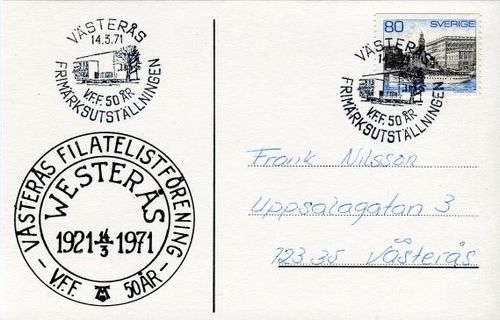 VÄSTERÅS
14.3.71
V.F.F. 50 ÅR
FRIMÄRKSUTSTÄLLNINGEN
80 SVERIGE
VÄSTERÅS
V.F.F. 50 ÅR
FRIMÄRKSUTSTÄLLNINGEN
VÄSTERÅS FILATELISTFÖRENING
WESTERÅS
1921 14/3 1971
- V.F.F. 50 ÅR -
Frank Nilsson
Uppsalagatan 3
723 35 Västerås